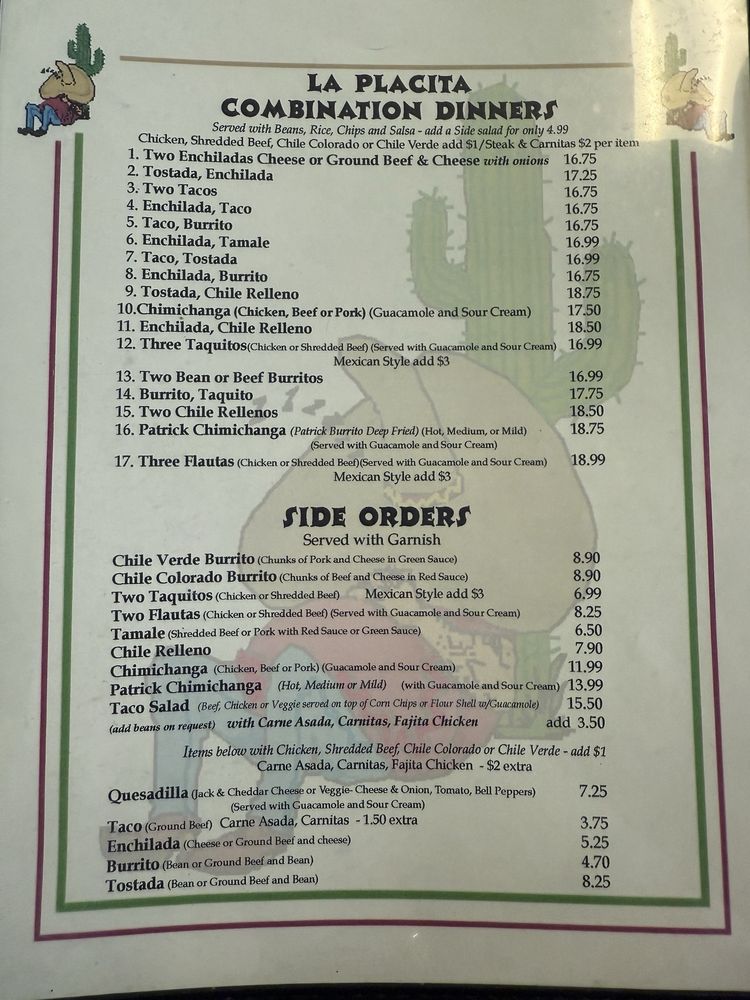 LA PLACITA
COMBINATION DINNERS
Served with Beans, Rice, Chips and Salsa - add a Side salad for only 4.99
Chicken, Shredded Beef, Chile Colorado or Chile Verde add $1/Steak & Carnitas $2 per item
1. Two Enchiladas Cheese or Ground Beef & Cheese with onions 16.75
2. Tostada, Enchilada 17.25
3. Two Tacos 16.75
4. Enchilada, Taco 16.75
5. Taco, Burrito 16.75
6. Enchilada, Tamale 16.99
7. Taco, Tostada 16.99
8. Enchilada, Burrito 16.75
9. Tostada, Chile Relleno 18.75
10.Chimichanga (Chicken, Beef or Pork) (Guacamole and Sour Cream) 17.50
11. Enchilada, Chile Relleno 18.50
12. Three Taquitos(Chicken or Shredded Beef) (Served with Guacamole and Sour Cream) 16.99
Mexican Style add $3
13. Two Bean or Beef Burritos 16.99
14. Burrito, Taquito 17.75
15. Two Chile Rellenos 18.50
16. Patrick Chimichanga (Patrick Burrito Deep Fried) (Hot, Medium, or Mild) 18.75
(Served with Guacamole and Sour Cream)
17. Three Flautas (Chicken or Shredded Beef)(Served with Guacamole and Sour Cream) 18.99
Mexican Style add $3
SIDE ORDERS
Served with Garnish
Chile Verde Burrito (Chunks of Pork and Cheese in Green Sauce) 8.90
Chile Colorado Burrito (Chunks of Beef and Cheese in Red Sauce) 8.90
Two Taquitos (Chicken or Shredded Beef) Mexican Style add $3 6.99
Two Flautas (Chicken or Shredded Beef) (Served with Guacamole and Sour Cream) 8.25
Tamale (Shredded Beef or Pork with Red Sauce or Green Sauce) 6.50
Chile Relleno 7.90
Chimichanga (Chicken, Beef or Pork) (Guacamole and Sour Cream) 11.99
Patrick Chimichanga (Hot, Medium or Mild) (with Guacamole and Sour Cream) 13.99
Taco Salad (Beef, Chicken or Veggie served on top of Corn Chips or Flour Shell w/Guacamole) 15.50
(add beans on request) with Carne Asada, Carnitas, Fajita Chicken add 3.50
Items below with Chicken, Shredded Beef, Chile Colorado or Chile Verde - add $1
Carne Asada, Carnitas, Fajita Chicken - $2 extra
Quesadilla (Jack & Cheddar Cheese or Veggie- Cheese & Onion, Tomato, Bell Peppers) 7.25
(Served with Guacamole and Sour Cream)
Taco (Ground Beef) Carne Asada, Carnitas - 1.50 extra 3.75
Enchilada (Cheese or Ground Beef and cheese) 5.25
Burrito (Bean or Ground Beef and Bean) 4.70
Tostada (Bean or Ground Beef and Bean) 8.25